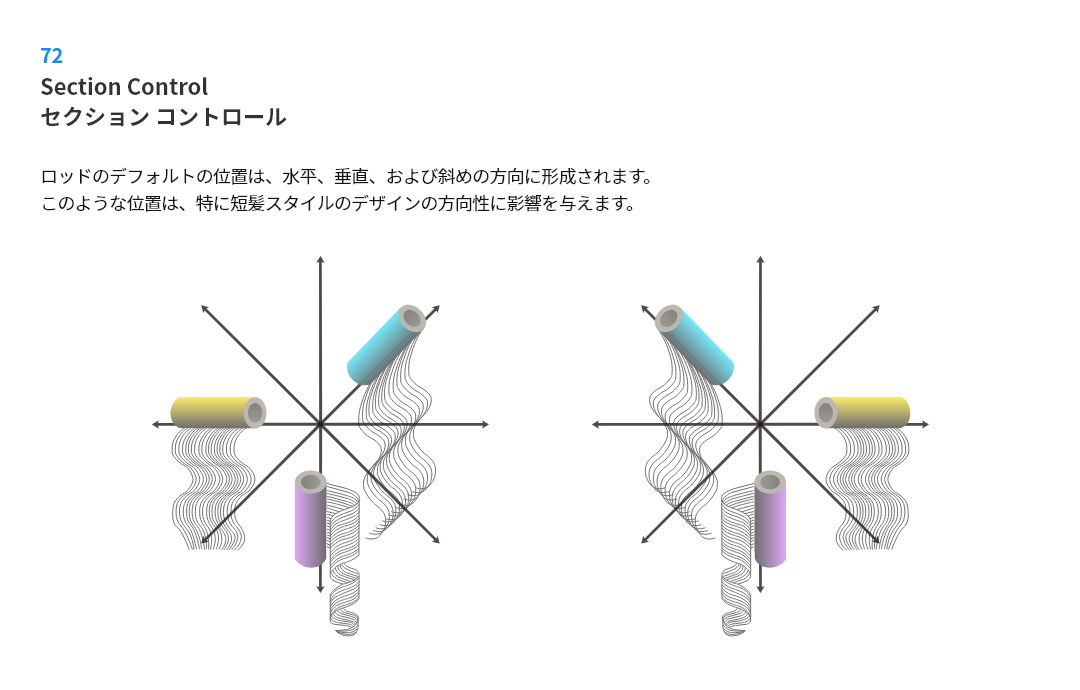 72
Section Control
セクション コントロール
ロッドのデフォルトの位置は、水平、垂直、および斜めの方向に形成されます。
このような位置は、特に短髪スタイルのデザインの方向性に影響を与えます。